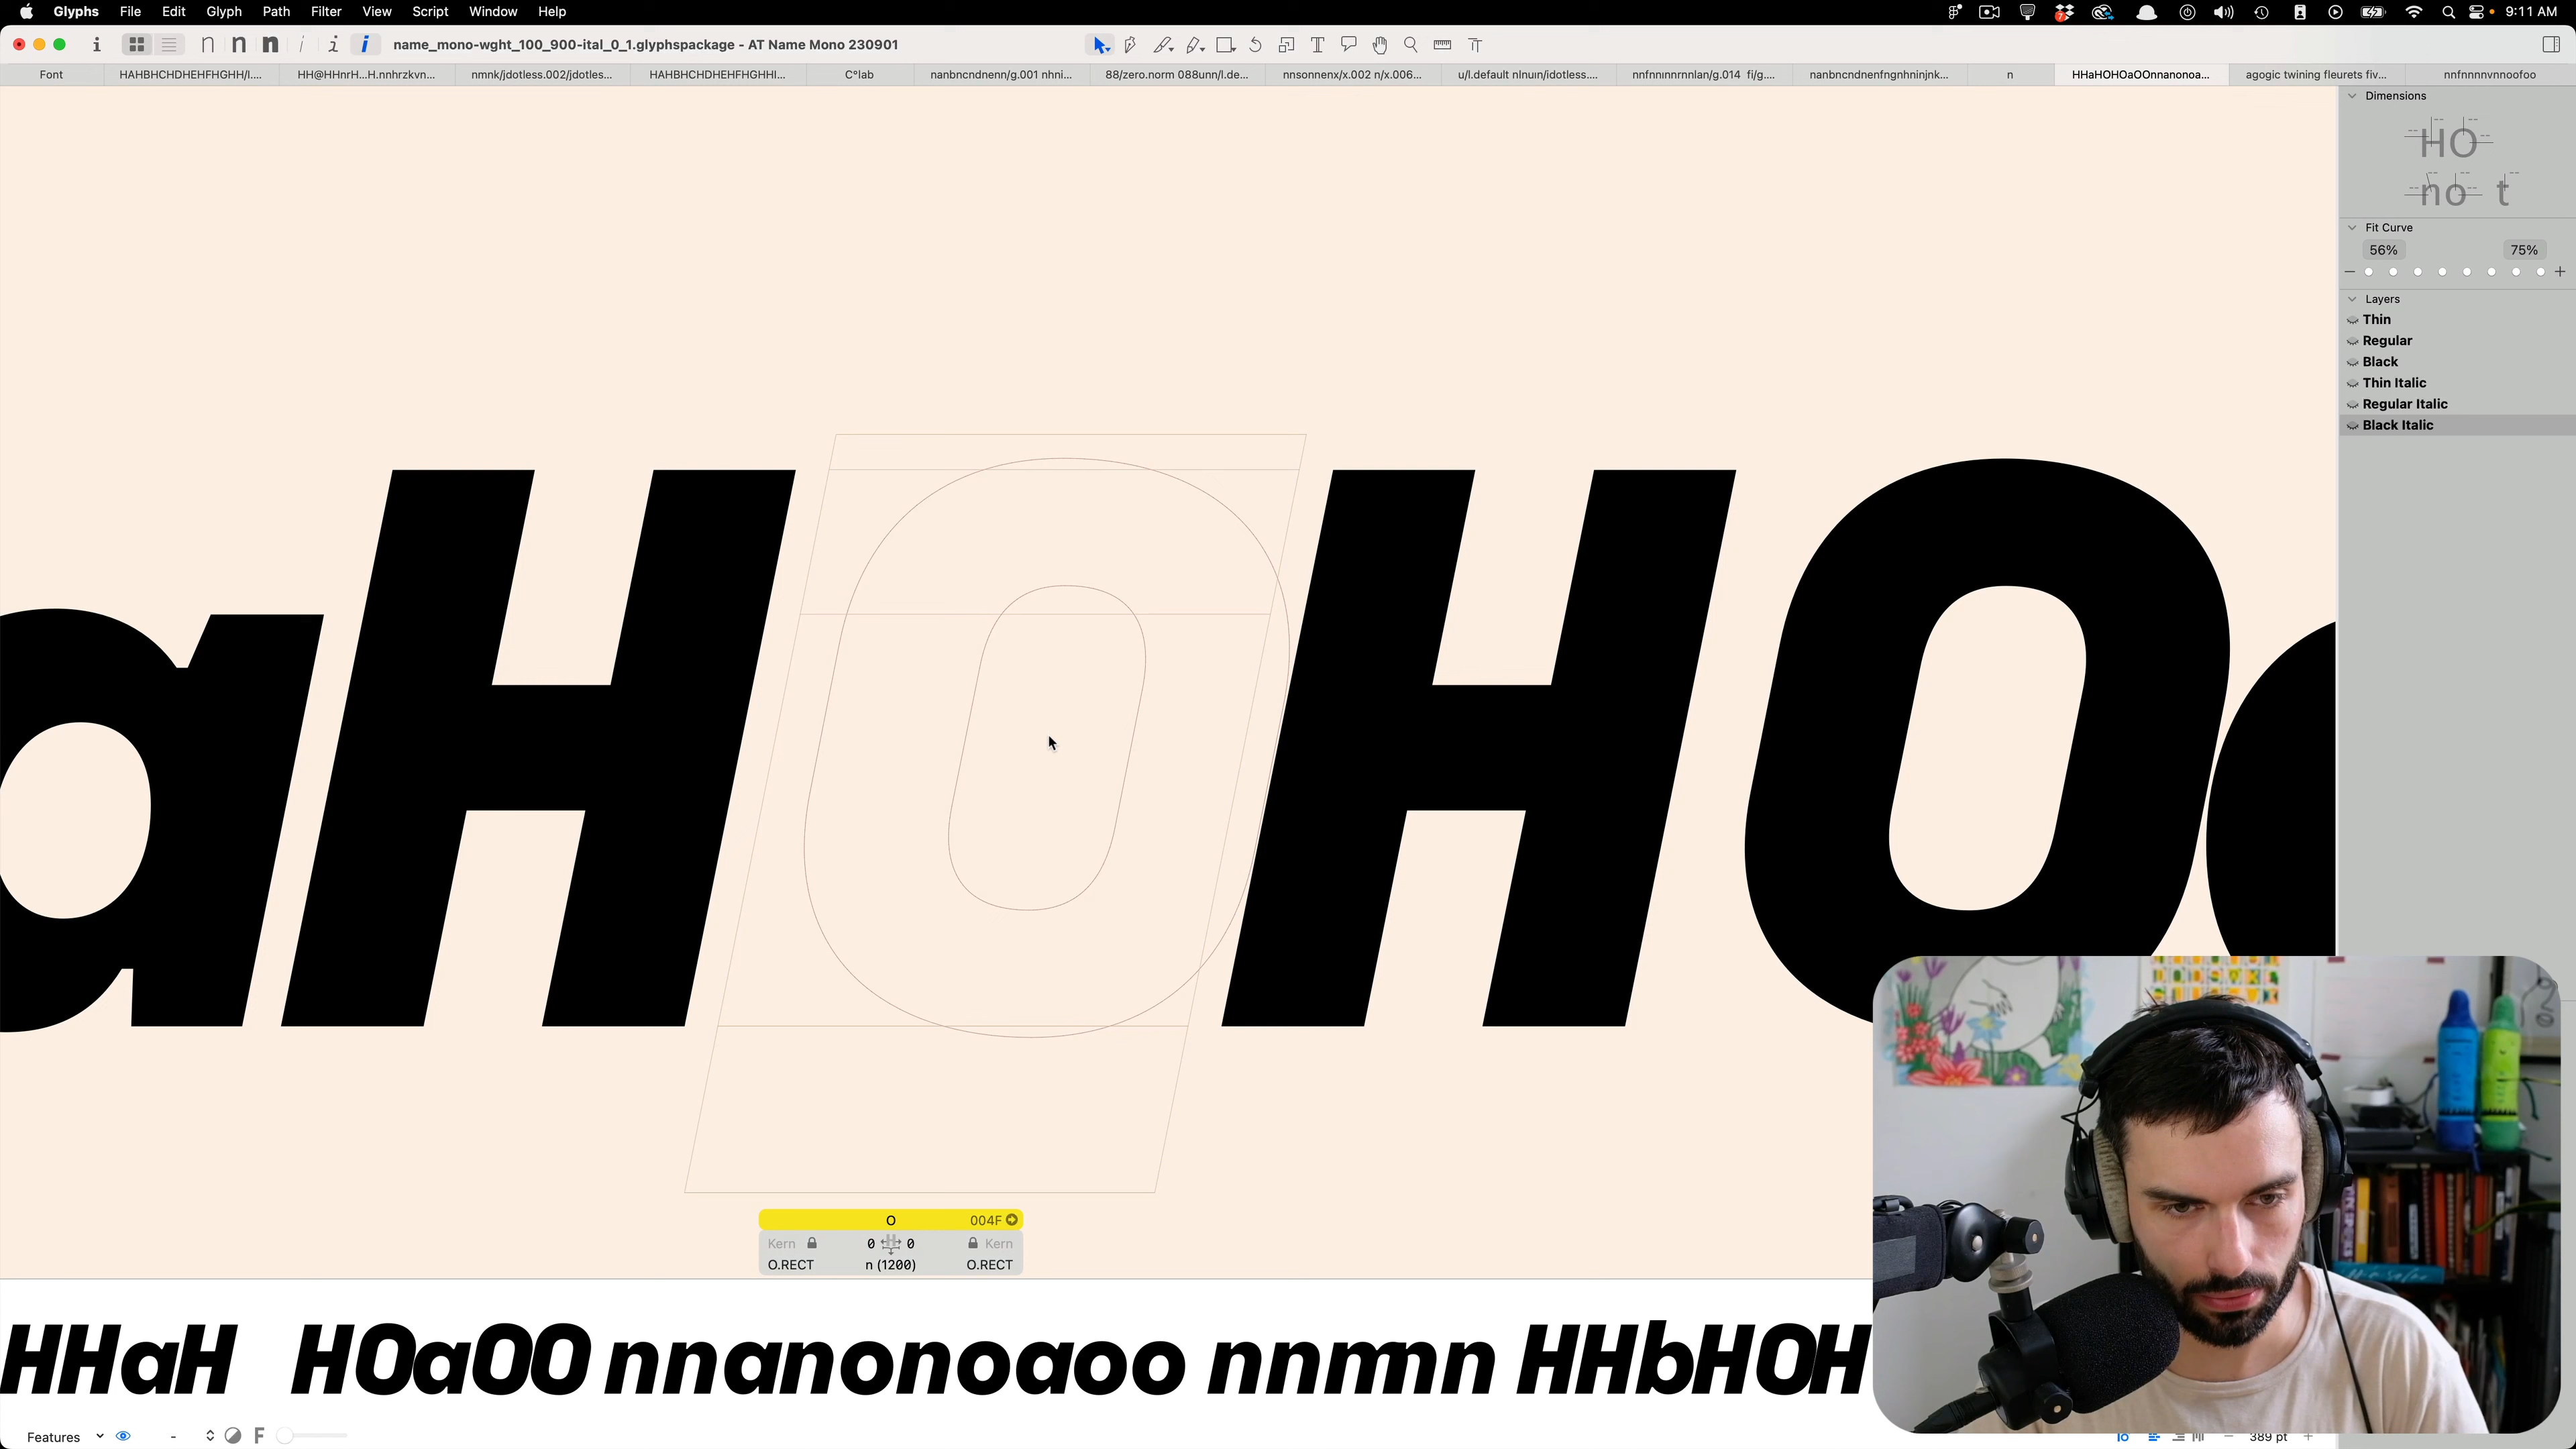 Glyphs File Edit Glyph Path Filter View Script Window Help 9:11 AM
name_mono-wght_100_900-ital_0_1.glyphspackage - AT Name Mono 230901
Font HAHBHCHDHEHFHGHH/l.... HH@HHnrH...H.nnhrzkvn... nmnk/jdotless.002/jdotles... HAHBHCHDHEHFHGHHI... C°lab nanbncndnenn/g.001 nhni... 88/zero.norm 088unn/l.de... nnsonnenx/x.002 n/x.006... u/l.default nlnuın/idotless.... nnfnnınnrnnlan/g.014 fi/g.... nanbncndnenfngnhninjnk... n HHaHOHOaOOnnanonoa... agogic twining fleurets fiv... nnfnnnnvnnoofoo
Dimensions
HO
no t
Fit Curve
56% 75%
Layers
Thin
Regular
Black
Thin Italic
Regular Italic
Black Italic
aHOHO
O 004F
Kern 0 0 Kern
O.RECT n (1200) O.RECT
HHaH HOaOO nnanonoaoo nnmn HHbHOH
Features -
389 pt